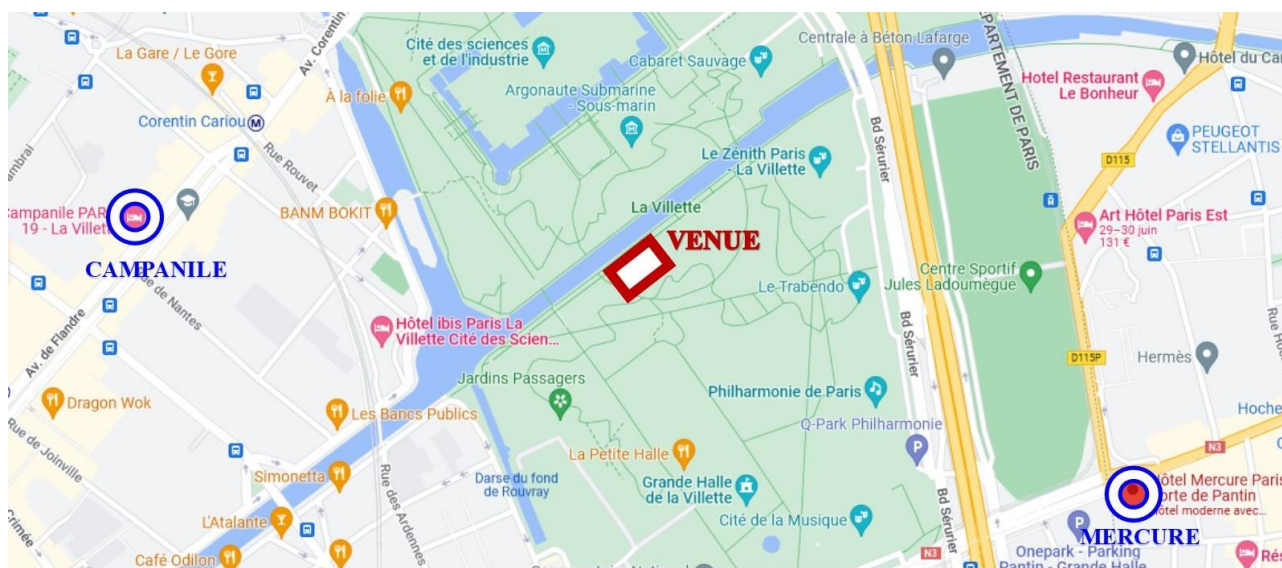 La Gare / Le Gore
Av. Corentin
Cité des sciences
et de l'industrie
Cabaret Sauvage
Centrale à Béton Lafarge
DÉPARTEMENT DE PARIS
Hôtel du
Hotel Restaurant
Le Bonheur
À la folie
Argonaute Submarine
- Sous-marin
Corentin Cariou
Rue Rouvet
Bd Sérurier
PEUGEOT
STELLANTIS
Le Zénith Paris
- La Villette
D115
BANM BOKIT
La Villette
Campanile PAR
19 - La Villett
Art Hôtel Paris Est
29–30 juin
131 €
VENUE
CAMPANILE
Rue de Nantes
Centre Sportif
Jules Ladoumègue
Le Trabendo
Hôtel ibis Paris La
Villette Cité des Scien...
Bd Sérurier
Av. de Flandre
D115P
Hermès
Jardins Passagers
Philharmonie de Paris
Dragon Wok
Les Bancs Publics
Hoche
Q-Park Philharmonie
Rue de Joinville
N3
La Petite Halle
Simonetta
Rue des Ardennes
Darse du fond
de Rouvray
Grande Halle
de la Villette
Bd Sérurier
Hôtel Mercure Paris
Porte de Pantin
Hôtel moderne avec...
L'Atalante
Cité de la Musique
MERCURE
Crimée
Café Odilon
N3
Onepark - Parking
Pantin - Grande Halle
Rés